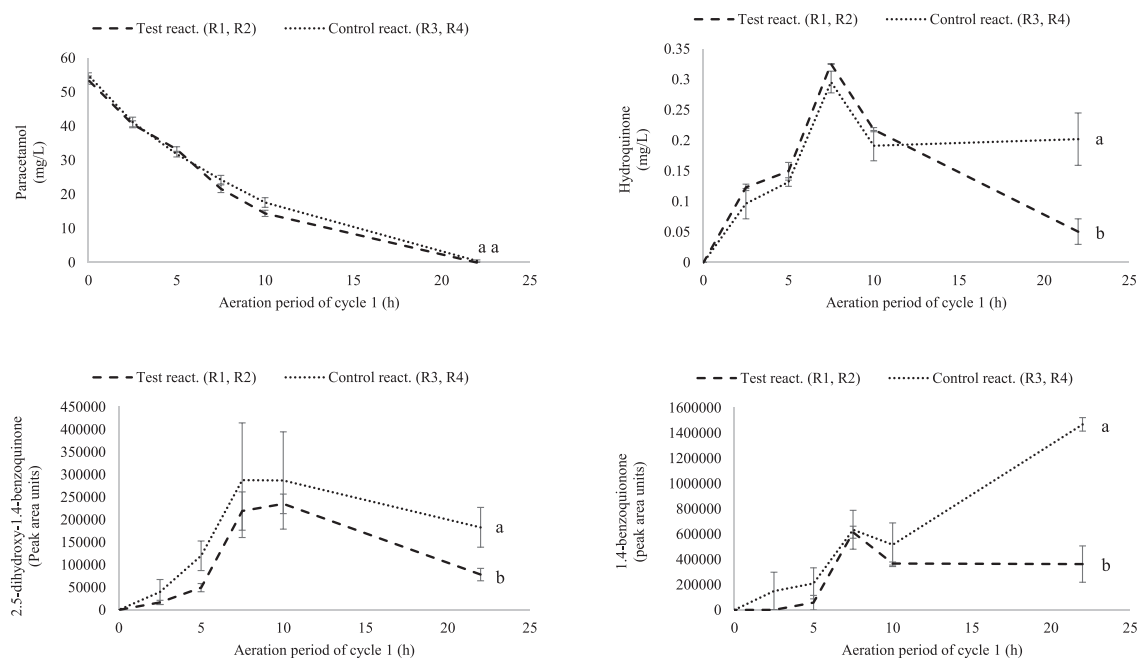 Test react. (R1, R2) Control react. (R3, R4)
60
50
40
30
20
10
0
Paracetamol
(mg/L)
a a
0 5 10 15 20 25
Aeration period of cycle 1 (h)
Test react. (R1, R2) Control react. (R3, R4)
0.35
0.3
0.25
0.2
0.15
0.1
0.05
0
Hydroquinone
(mg/L)
a
b
0 5 10 15 20 25
Aeration period of cycle 1 (h)
Test react. (R1, R2) Control react. (R3, R4)
450000
400000
350000
300000
250000
200000
150000
100000
50000
0
2.5-dihydroxy-1.4-benzoquinone
(Peak area units)
a
b
0 5 10 15 20 25
Aeration period of cycle 1 (h)
Test react. (R1, R2) Control react. (R3, R4)
1600000
1400000
1200000
1000000
800000
600000
400000
200000
0
1.4-benzoquionone
(peak area units)
a
b
0 5 10 15 20 25
Aeration period of cycle 1 (h)